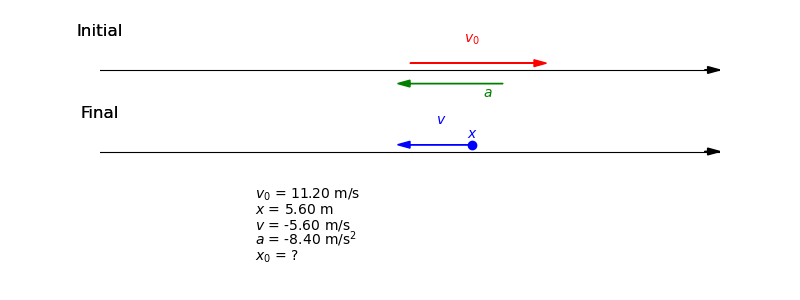 Initial
v₀
a
Final
v
x
v₀ = 11.20 m/s
x = 5.60 m
v = -5.60 m/s
a = -8.40 m/s²
x₀ = ?